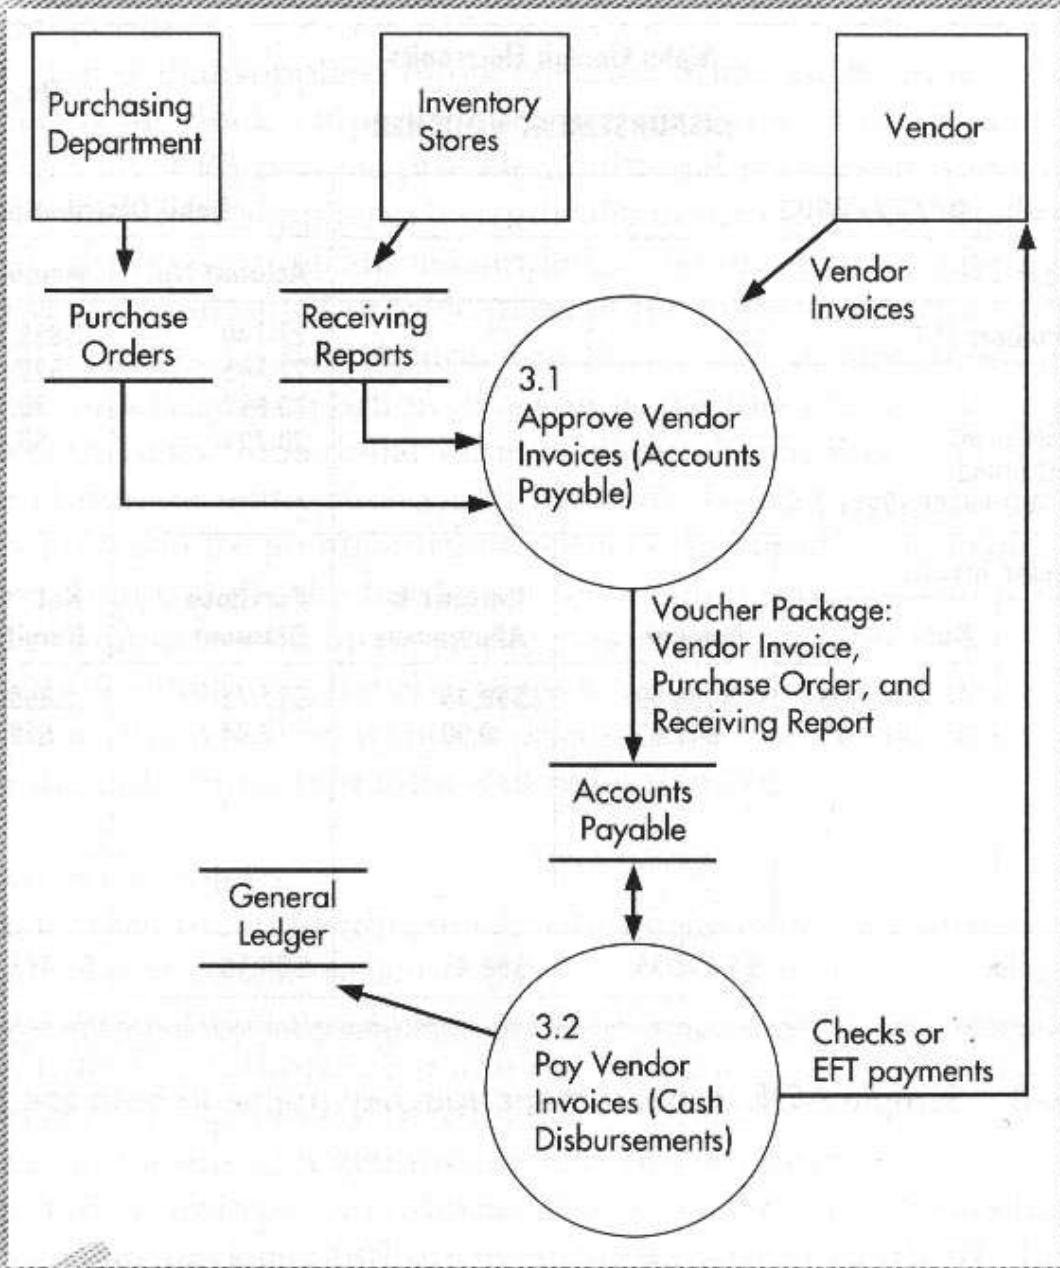 Purchasing
Department
Inventory
Stores
Vendor
Vendor
Invoices
Purchase
Orders
Receiving
Reports
3.1
Approve Vendor
Invoices (Accounts
Payable)
Voucher Package:
Vendor Invoice,
Purchase Order, and
Receiving Report
Accounts
Payable
General
Ledger
3.2
Pay Vendor
Invoices (Cash
Disbursements)
Checks or
EFT payments